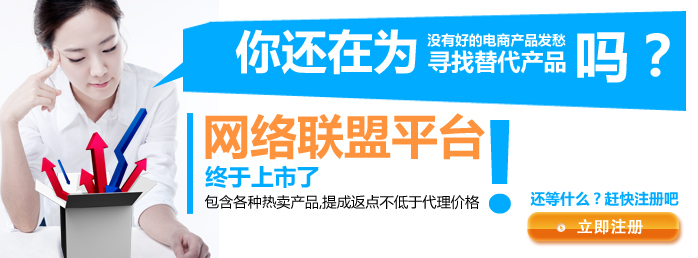 你还在为
没有好的电商产品发愁
寻找替代产品
吗？
网络联盟平台！
终于上市了
包含各种热卖产品,提成返点不低于代理价格
还等什么？赶快注册吧
立即注册